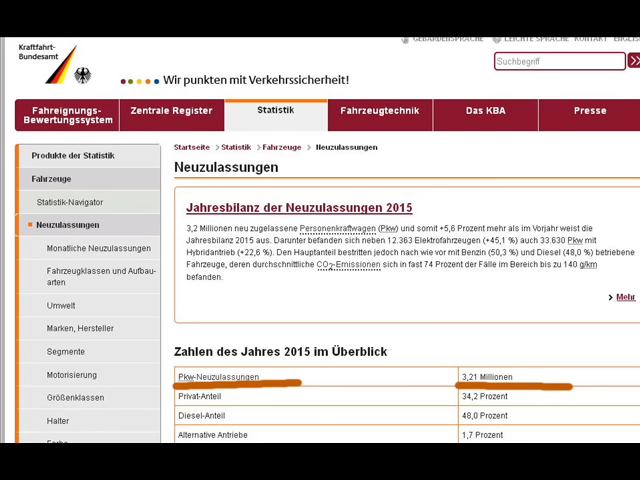 GEBÄRDENSPRACHE LEICHTE SPRACHE KONTAKT ENGLIS
Kraftfahrt-
Bundesamt
Wir punkten mit Verkehrssicherheit!
Suchbegriff
Fahreignungs-
Bewertungssystem
Zentrale Register
Statistik
Fahrzeugtechnik
Das KBA
Presse
Produkte der Statistik
Fahrzeuge
Statistik-Navigator
Neuzulassungen
Monatliche Neuzulassungen
Fahrzeugklassen und Aufbau-
arten
Umwelt
Marken, Hersteller
Segmente
Motorisierung
Größenklassen
Halter
Farbe
Startseite > Statistik > Fahrzeuge > Neuzulassungen
Neuzulassungen
Jahresbilanz der Neuzulassungen 2015
3,2 Millionen neu zugelassene Personenkraftwagen (Pkw) und somit +5,6 Prozent mehr als im Vorjahr weist die
Jahresbilanz 2015 aus. Darunter befanden sich neben 12.363 Elektrofahrzeugen (+45,1 %) auch 33.630 Pkw mit
Hybridantrieb (+22,6 %). Den Hauptanteil bestritten jedoch nach wie vor mit Benzin (50,3 %) und Diesel (48,0 %) betriebene
Fahrzeuge, deren durchschnittliche CO2-Emissionen sich in fast 74 Prozent der Fälle im Bereich bis zu 140 g/km
befanden.
> Mehr
Zahlen des Jahres 2015 im Überblick
Pkw-Neuzulassungen 3,21 Millionen
Privat-Anteil 34,2 Prozent
Diesel-Anteil 48,0 Prozent
Alternative Antriebe 1,7 Prozent